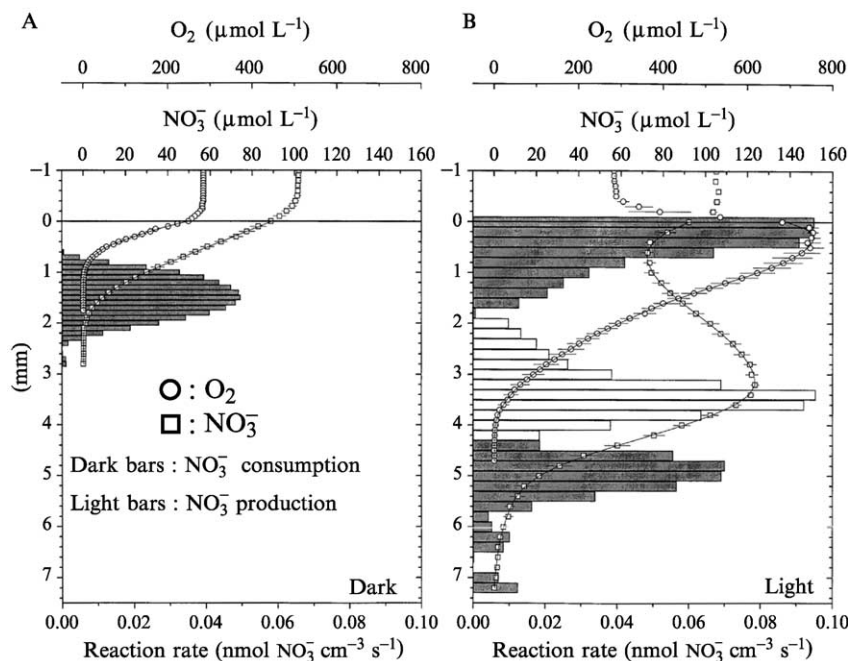 A
O₂ (µmol L⁻¹)
0 200 400 600 800
NO₃⁻ (µmol L⁻¹)
0 20 40 60 80 100 120 140 160
−1
0
1
2
3
4
5
6
7
(mm)
: O₂
: NO₃⁻
Dark bars : NO₃⁻ consumption
Light bars : NO₃⁻ production
Dark
0.00 0.02 0.04 0.06 0.08 0.10
Reaction rate (nmol NO₃⁻ cm⁻³ s⁻¹)
B
O₂ (µmol L⁻¹)
0 100 200 300 400 500 600 700 800
NO₃⁻ (µmol L⁻¹)
0 20 40 60 80 100 120 140 160
−1
0
1
2
3
4
5
6
7
Light
0.00 0.02 0.04 0.06 0.08 0.10
Reaction rate (nmol NO₃⁻ cm⁻³ s⁻¹)